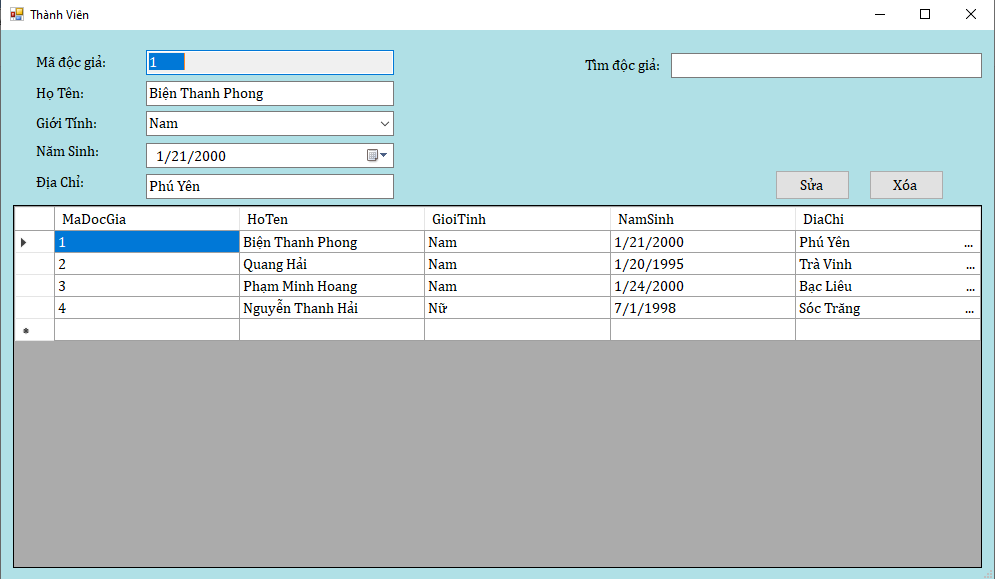 Thành Viên
Mã độc giả: 1 Tìm độc giả:
Họ Tên: Biện Thanh Phong
Giới Tính: Nam
Năm Sinh: 1/21/2000
Địa Chỉ: Phú Yên
Sửa Xóa
MaDocGia HoTen GioiTinh NamSinh DiaChi
1 Biện Thanh Phong Nam 1/21/2000 Phú Yên ...
2 Quang Hải Nam 1/20/1995 Trà Vinh ...
3 Phạm Minh Hoang Nam 1/24/2000 Bạc Liêu ...
4 Nguyễn Thanh Hải Nữ 7/1/1998 Sóc Trăng ...